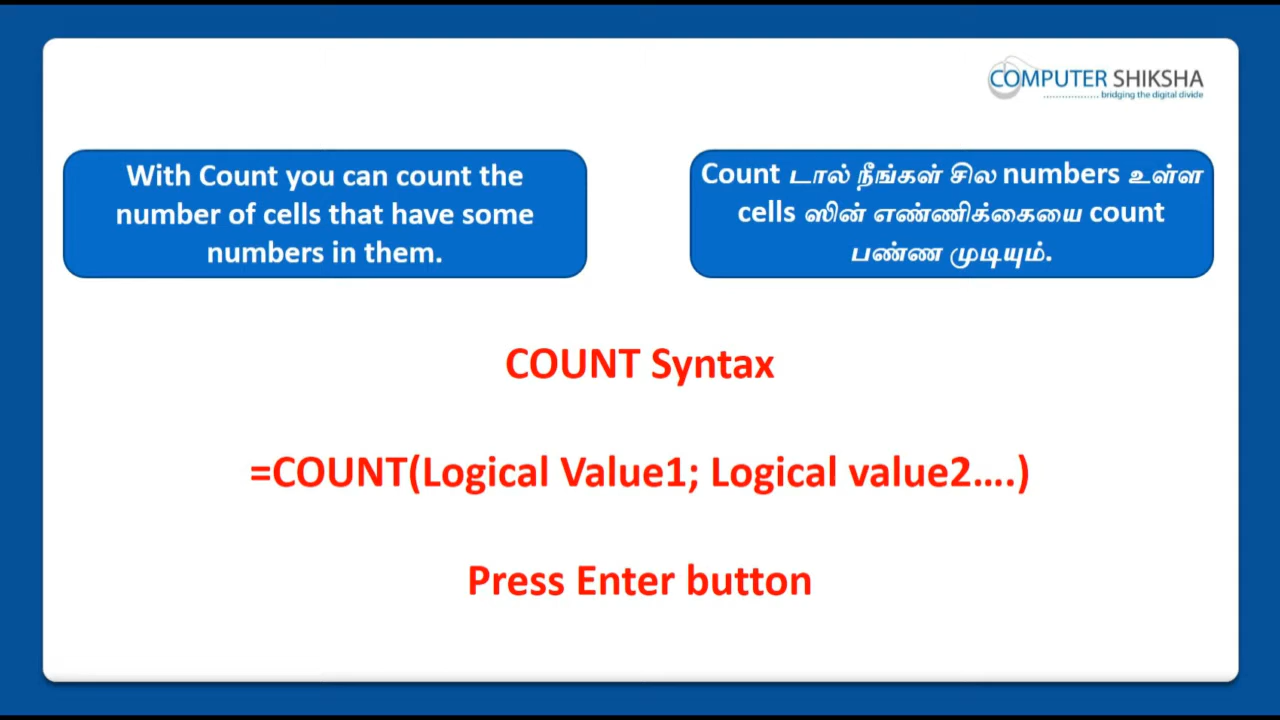 COMPUTER SHIKSHA
bridging the digital divide
With Count you can count the
number of cells that have some
numbers in them.
Count டால் நீங்கள் சில numbers உள்ள
cells ஸின் எண்ணிக்கையை count
பண்ண முடியும்.
COUNT Syntax
=COUNT(Logical Value1; Logical value2....)
Press Enter button